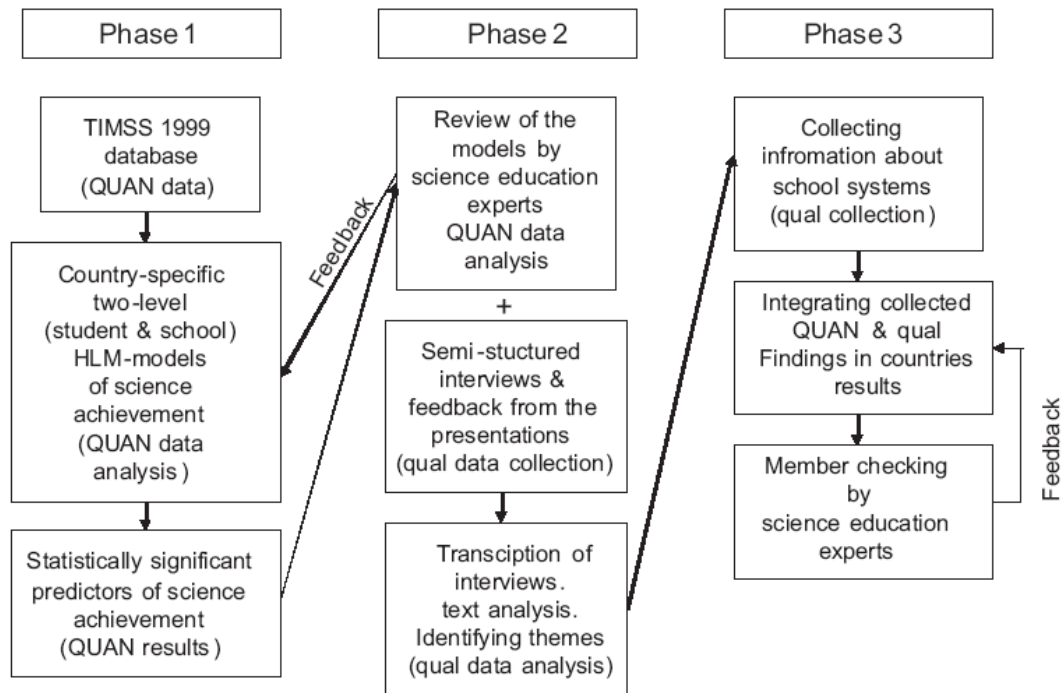 Phase 1
TIMSS 1999
database
(QUAN data)
Country-specific
two-level
(student & school)
HLM-models
of science
achievement
(QUAN data
analysis)
Statistically significant
predictors of science
achievement
(QUAN results)
Feedback
Phase 2
Review of the
models by
science education
experts
QUAN data
analysis
+
Semi-stuctured
interviews &
feedback from the
presentations
(qual data collection)
Transciption of
interviews.
text analysis.
Identifying themes
(qual data analysis)
Phase 3
Collecting
infromation about
school systems
(qual collection)
Integrating collected
QUAN & qual
Findings in countries
results
Member checking
by
science education
experts
Feedback